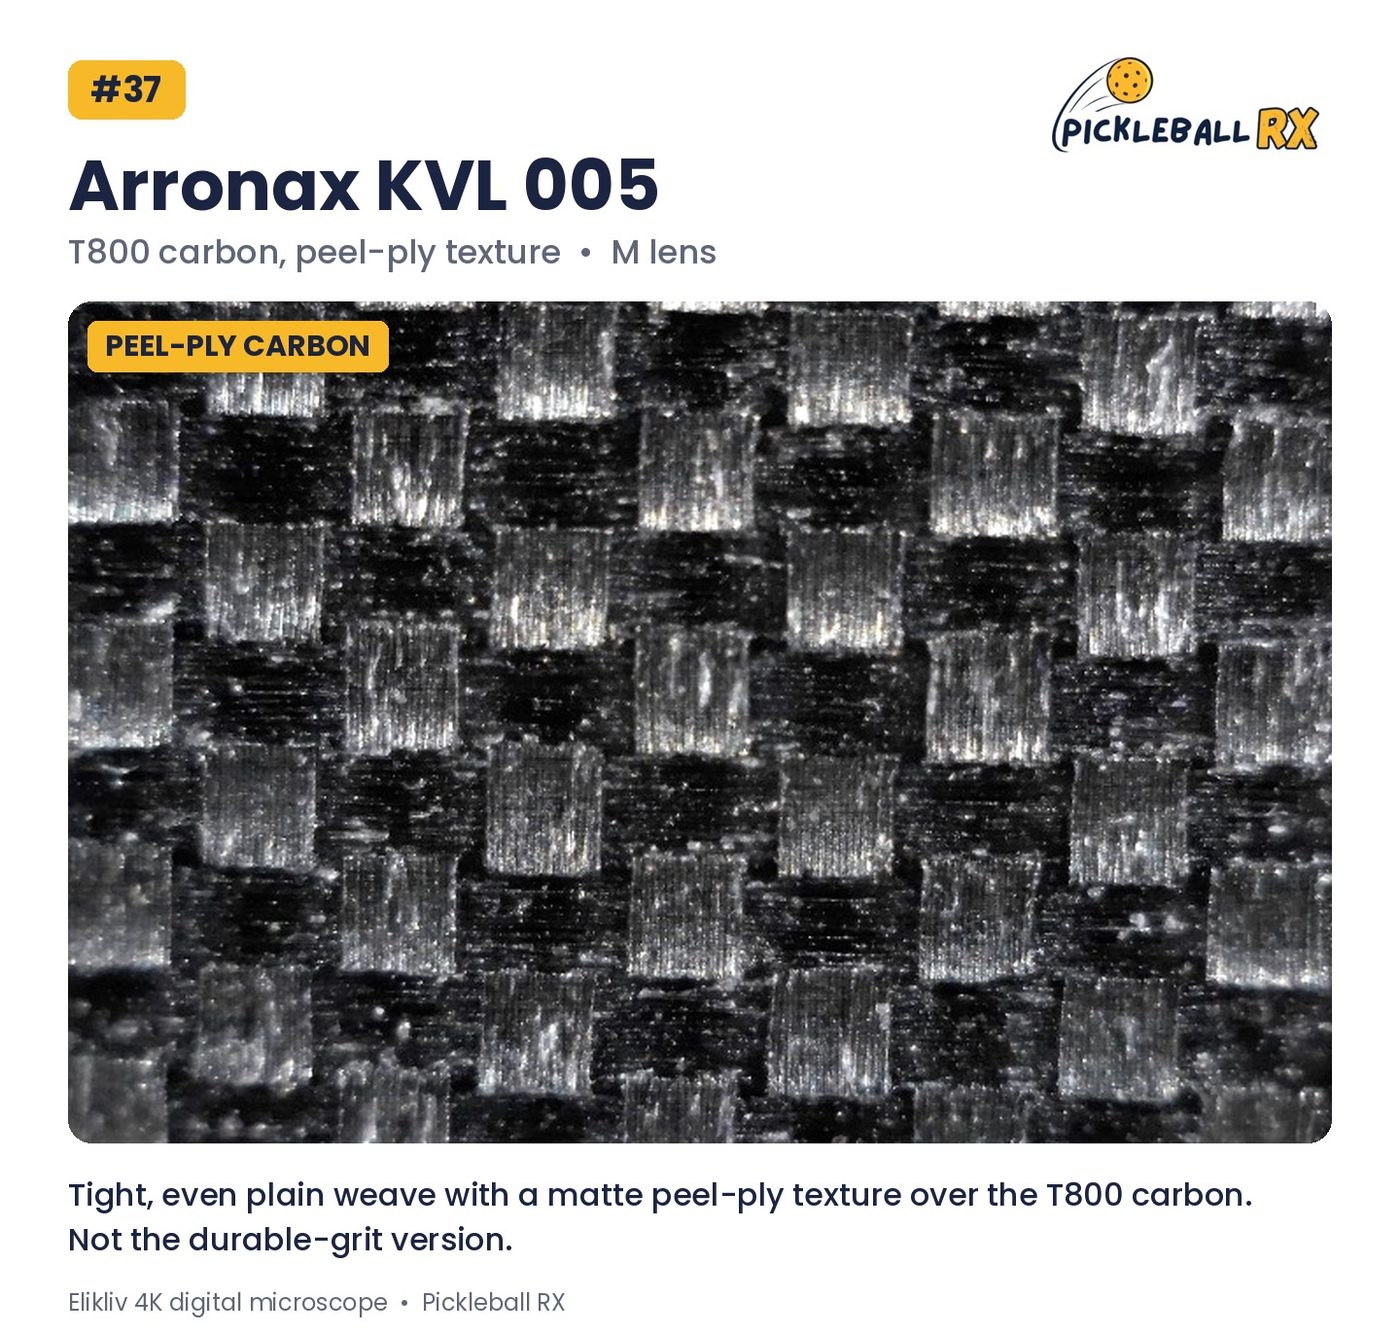 #37
PICKLEBALL RX
Arronax KVL 005
T800 carbon, peel-ply texture • M lens
PEEL-PLY CARBON
Tight, even plain weave with a matte peel-ply texture over the T800 carbon.
Not the durable-grit version.
Elikliv 4K digital microscope • Pickleball RX